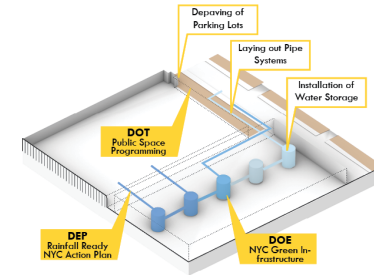 Depaving of
Parking Lots
Laying out Pipe
Systems
Installation of
Water Storage
DOT
Public Space
Programming
DEP
Rainfall Ready
NYC Action Plan
DOE
NYC Green In-
frastructure